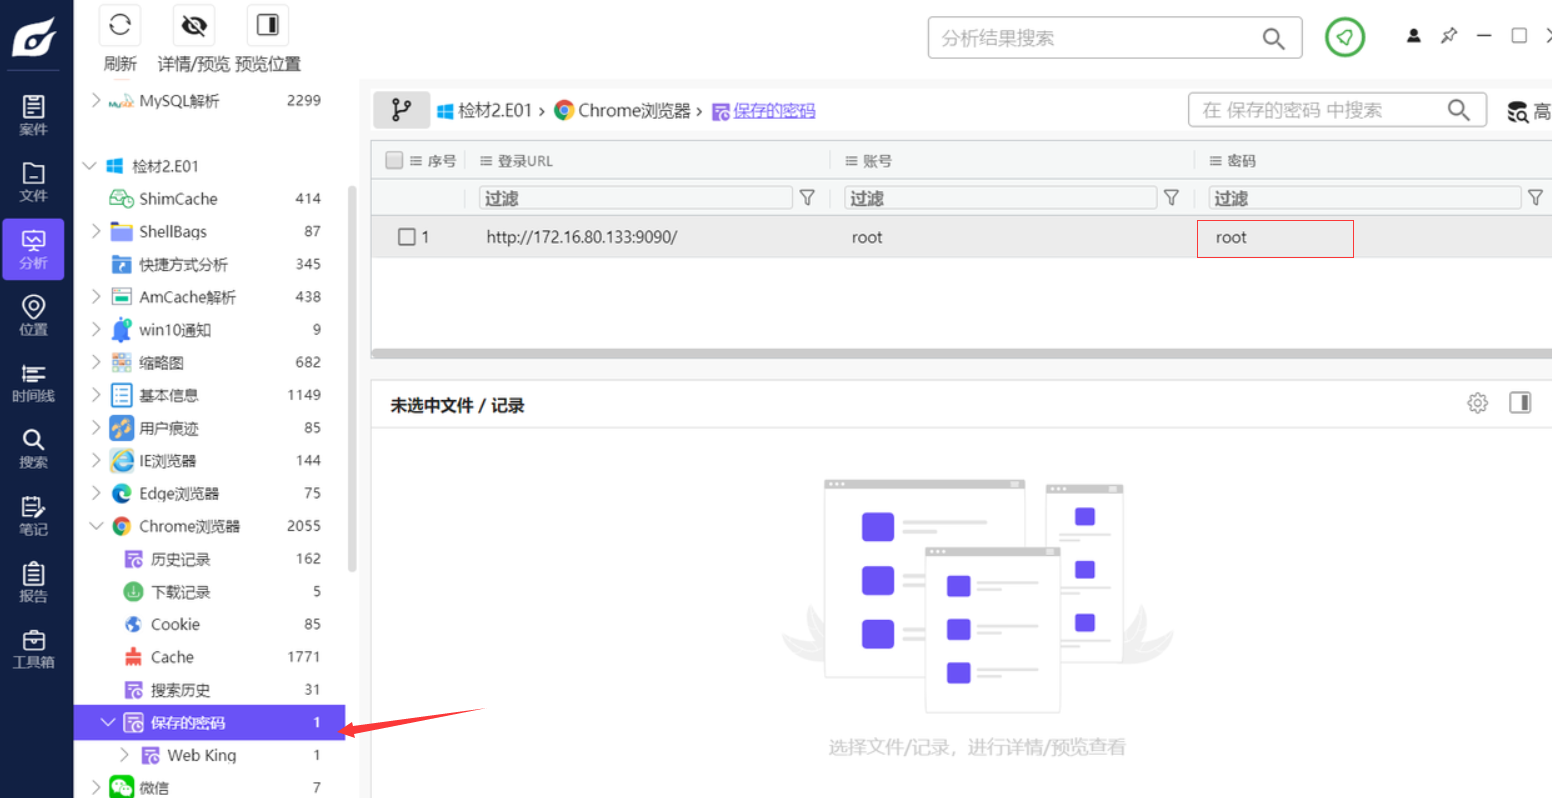 刷新
详情/预览
预览位置
分析结果搜索
案件
文件
分析
位置
时间线
搜索
笔记
报告
工具箱
MySQL解析 2299
检材2.E01
ShimCache 414
ShellBags 87
快捷方式分析 345
AmCache解析 438
win10通知 9
缩略图 682
基本信息 1149
用户痕迹 85
IE浏览器 144
Edge浏览器 75
Chrome浏览器 2055
历史记录 162
下载记录 5
Cookie 85
Cache 1771
搜索历史 31
保存的密码 1
Web King 1
微信 7
检材2.E01 › Chrome浏览器 › 保存的密码
在 保存的密码 中搜索
高
序号 登录URL 账号 密码
过滤 过滤 过滤
1 http://172.16.80.133:9090/ root root
未选中文件 / 记录
选择文件/记录，进行详情/预览查看